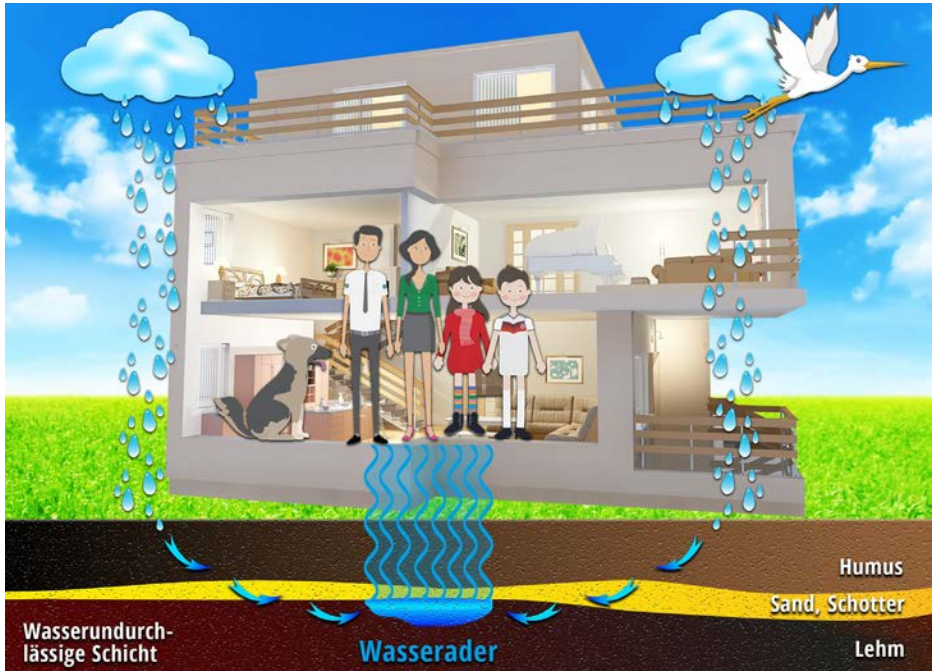 Humus
Sand, Schotter
Wasserundurch-
lässige Schicht
Wasserader
Lehm